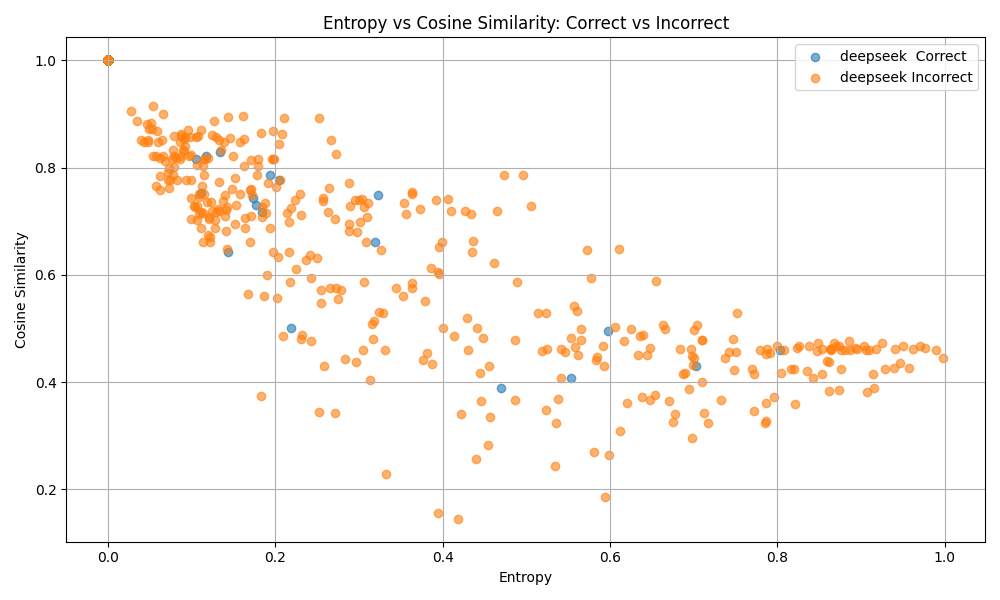 Entropy vs Cosine Similarity: Correct vs Incorrect
deepseek  Correct
deepseek Incorrect
Cosine Similarity
1.0
0.8
0.6
0.4
0.2
0.0 0.2 0.4 0.6 0.8 1.0
Entropy